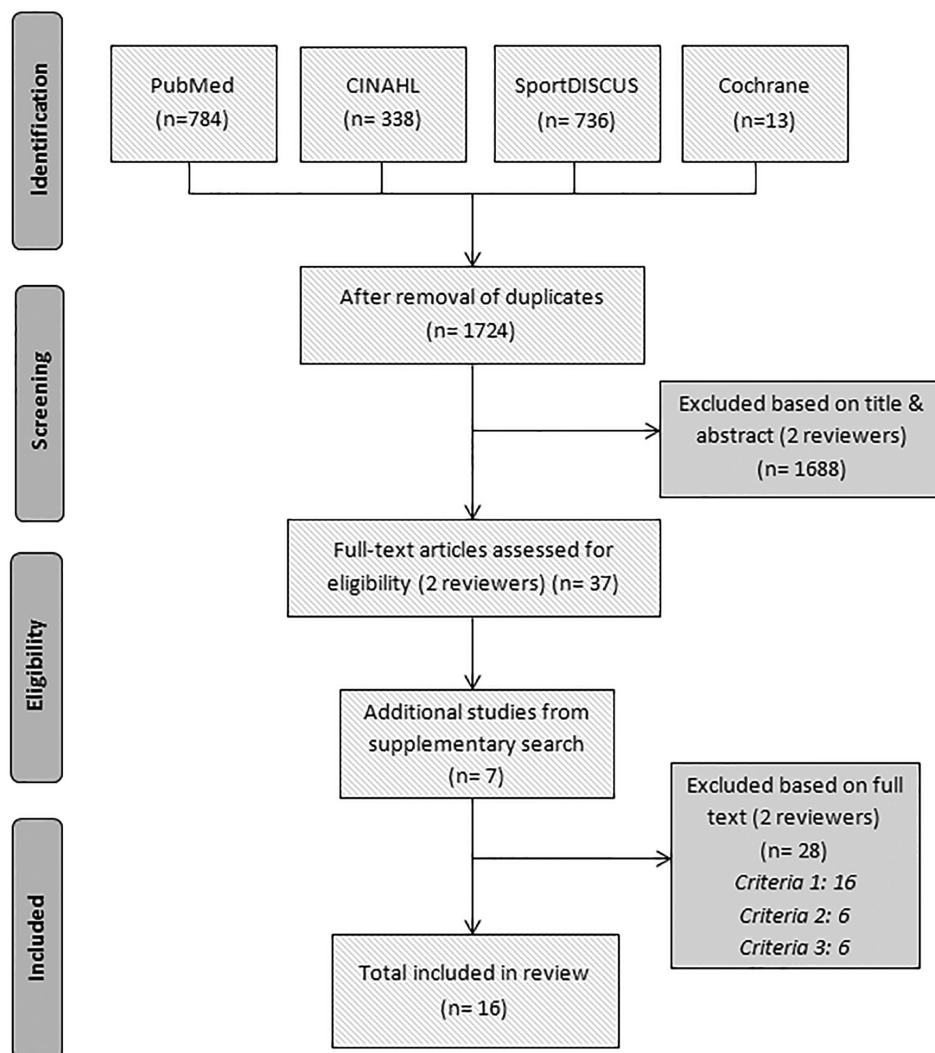 Identification
PubMed
(n=784)
CINAHL
(n= 338)
SportDISCUS
(n= 736)
Cochrane
(n=13)
Screening
After removal of duplicates
(n= 1724)
Excluded based on title &
abstract (2 reviewers)
(n= 1688)
Eligibility
Full-text articles assessed for
eligibility (2 reviewers) (n= 37)
Additional studies from
supplementary search
(n= 7)
Included
Excluded based on full
text (2 reviewers)
(n= 28)
Criteria 1: 16
Criteria 2: 6
Criteria 3: 6
Total included in review
(n= 16)